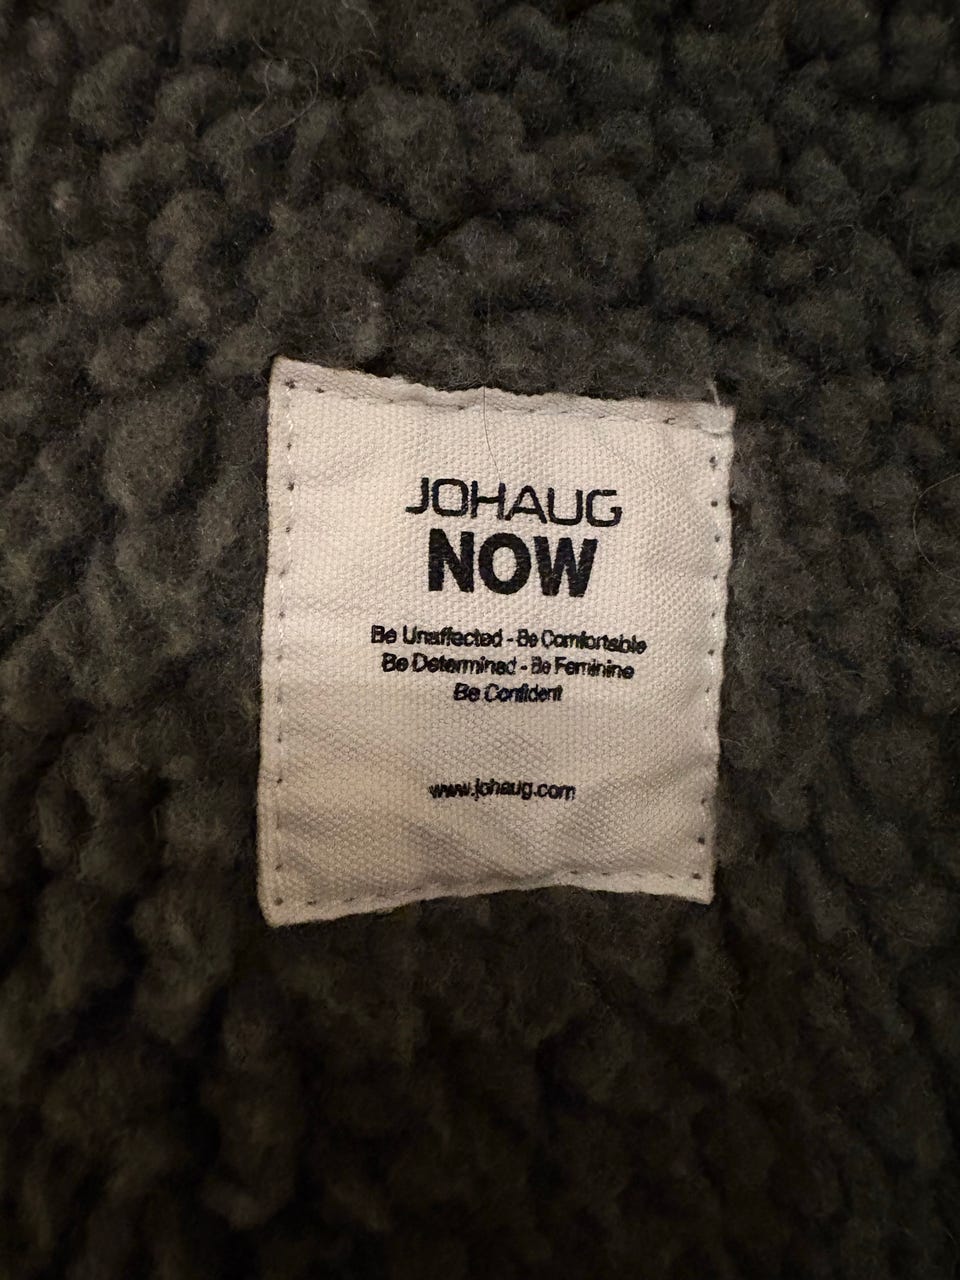 JOHAUG
NOW
Be Unaffected - Be Comfortable
Be Determined - Be Feminine
Be Confident
www.johaug.com